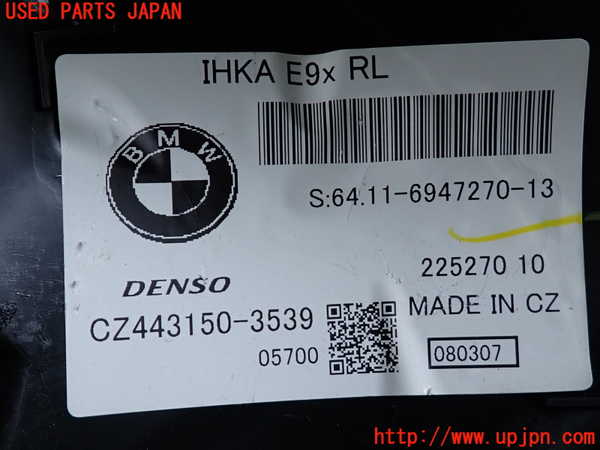 USED PARTS JAPAN
IHKA E9x RL
BMW
S:64.11-6947270-13
225270 10
DENSO
MADE IN CZ
CZ443150-3539
05700
080307
http://www.upjpn.com/